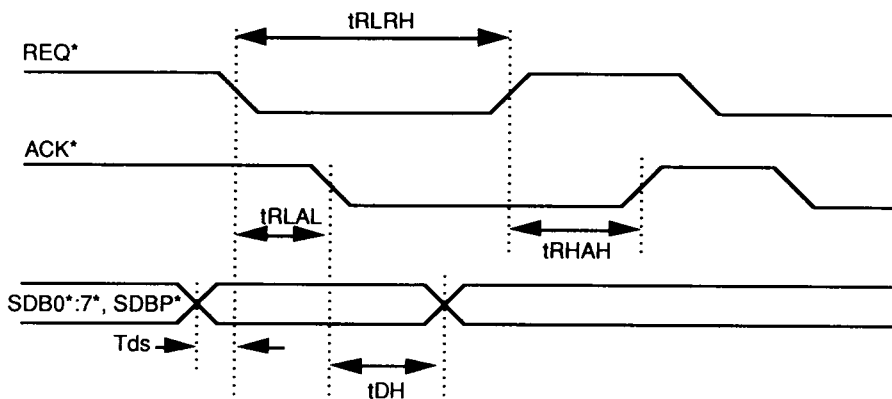 tRLRH
REQ*
ACK*
tRLAL
tRHAH
SDB0*:7*, SDBP*
Tds
tDH